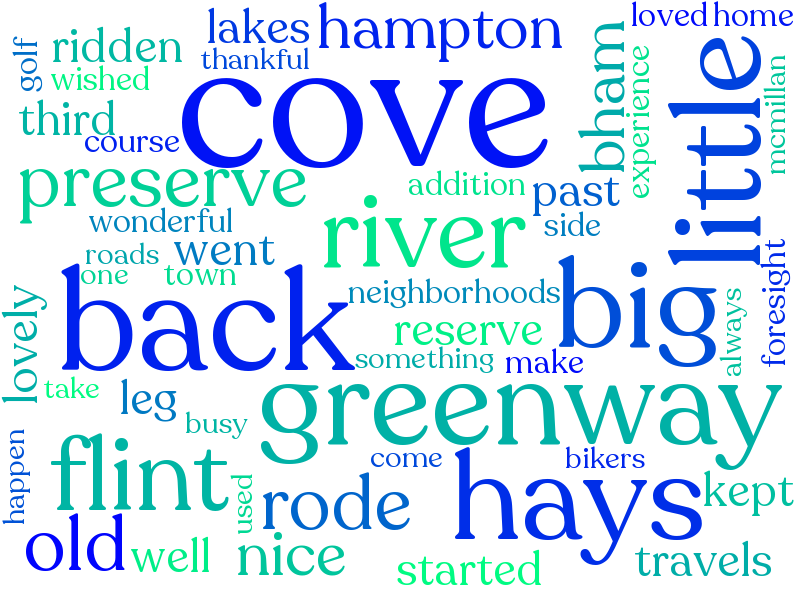 lakes
hampton
loved
home
golf
ridden
thankful
bham
little
wished
cove
experience
mcmillan
third
course
preserve
addition
past
wonderful
river
side
went
roads
one
town
back
neighborhoods
big
foresight
lovely
reserve
always
something
make
take
leg
greenway
busy
happen
flint
come
bikers
used
rode
hays
kept
old
well
nice
started
travels